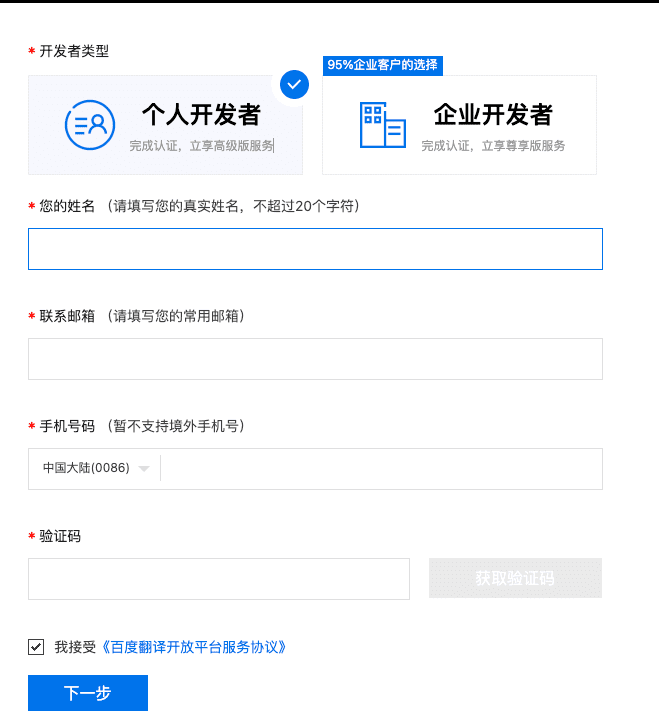 * 开发者类型
95%企业客户的选择
个人开发者
完成认证，立享高级版服务
企业开发者
完成认证，立享尊享版服务
* 您的姓名 （请填写您的真实姓名，不超过20个字符）
* 联系邮箱 （请填写您的常用邮箱）
* 手机号码 （暂不支持境外手机号）
中国大陆(0086)
* 验证码
获取验证码
我接受《百度翻译开放平台服务协议》
下一步